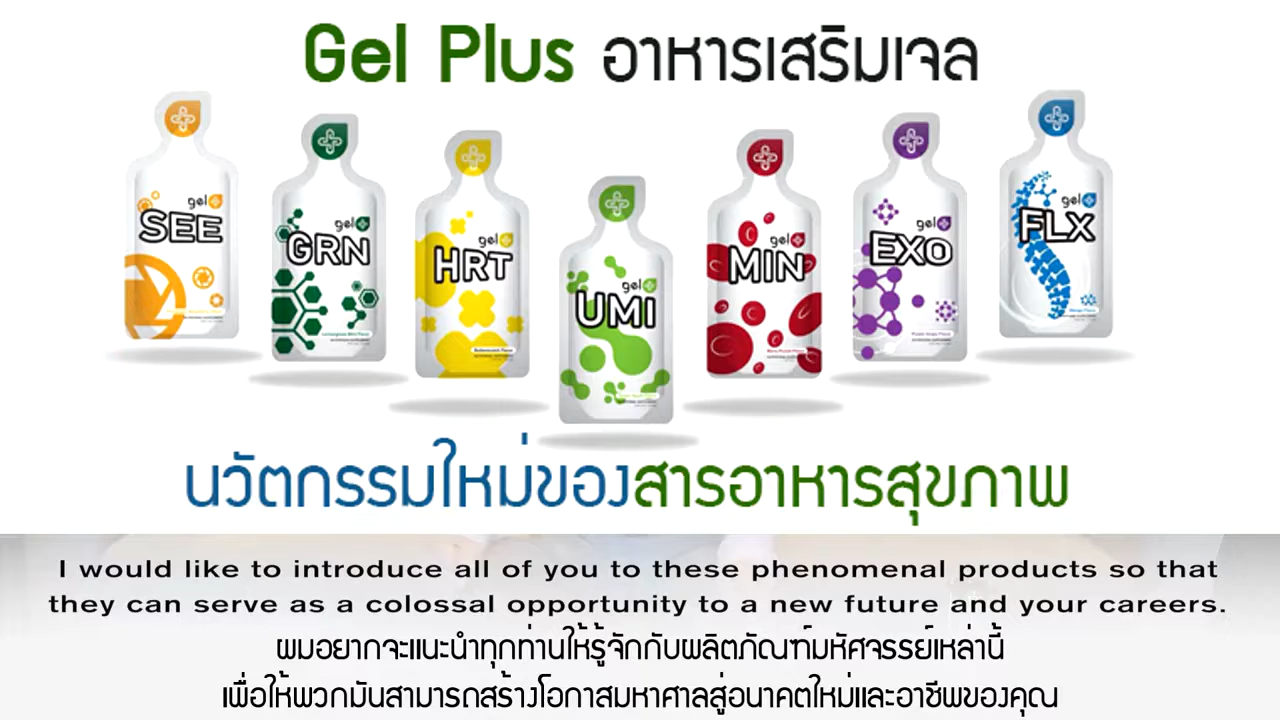 Gel Plus อาหารเสริมเจล
gel
SEE
gel
GRN
gel
HRT
gel
UMI
gel
MIN
gel
EXO
gel
FLX
นวัตกรรมใหม่ของสารอาหารสุขภาพ
I would like to introduce all of you to these phenomenal products so that
they can serve as a colossal opportunity to a new future and your careers.
ผมอยากจะแนะนำทุกท่านให้รู้จักกับผลิตภัณฑ์มหัศจรรย์เหล่านี้
เพื่อให้พวกมันสามารถสร้างโอกาสมหาศาลสู่อนาคตใหม่และอาชีพของคุณ